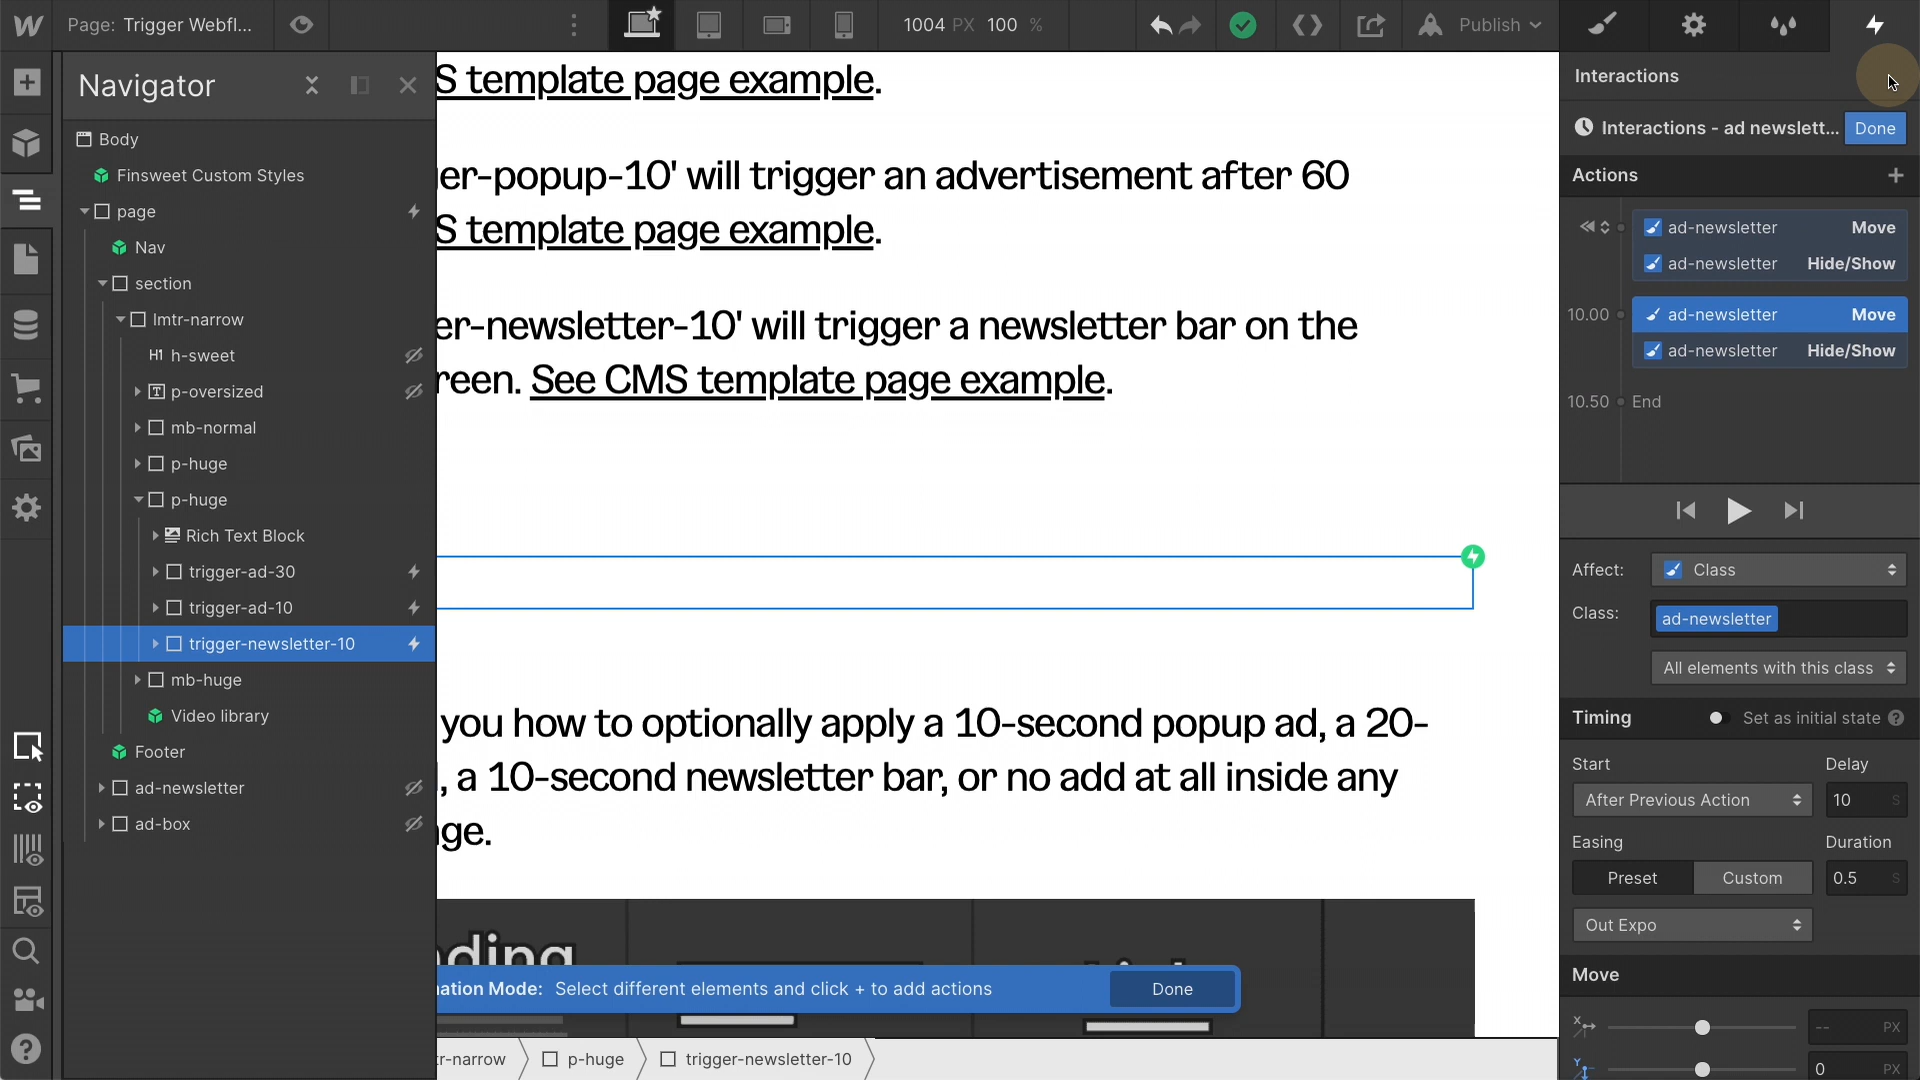 Page: Trigger Webfl...
1004 PX 100 %
Publish
Navigator
Body
Finsweet Custom Styles
page
Nav
section
lmtr-narrow
H1 h-sweet
p-oversized
mb-normal
p-huge
p-huge
Rich Text Block
trigger-ad-30
trigger-ad-10
trigger-newsletter-10
mb-huge
Video library
Footer
ad-newsletter
ad-box
S template page example.
er-popup-10' will trigger an advertisement after 60
S template page example.
er-newsletter-10' will trigger a newsletter bar on the
reen. See CMS template page example.
you how to optionally apply a 10-second popup ad, a 20-
, a 10-second newsletter bar, or no add at all inside any
ge.
nding
ation Mode: Select different elements and click + to add actions
Done
r-narrow
p-huge
trigger-newsletter-10
Interactions
Interactions - ad newslett...
Done
Actions
ad-newsletter Move
ad-newsletter Hide/Show
10.00
ad-newsletter Move
ad-newsletter Hide/Show
10.50 End
Affect: Class
Class: ad-newsletter
All elements with this class
Timing
Set as initial state ?
Start
Delay
After Previous Action
10 S
Easing
Duration
Preset
Custom
0.5 S
Out Expo
Move
X -- PX
Y 0 PX